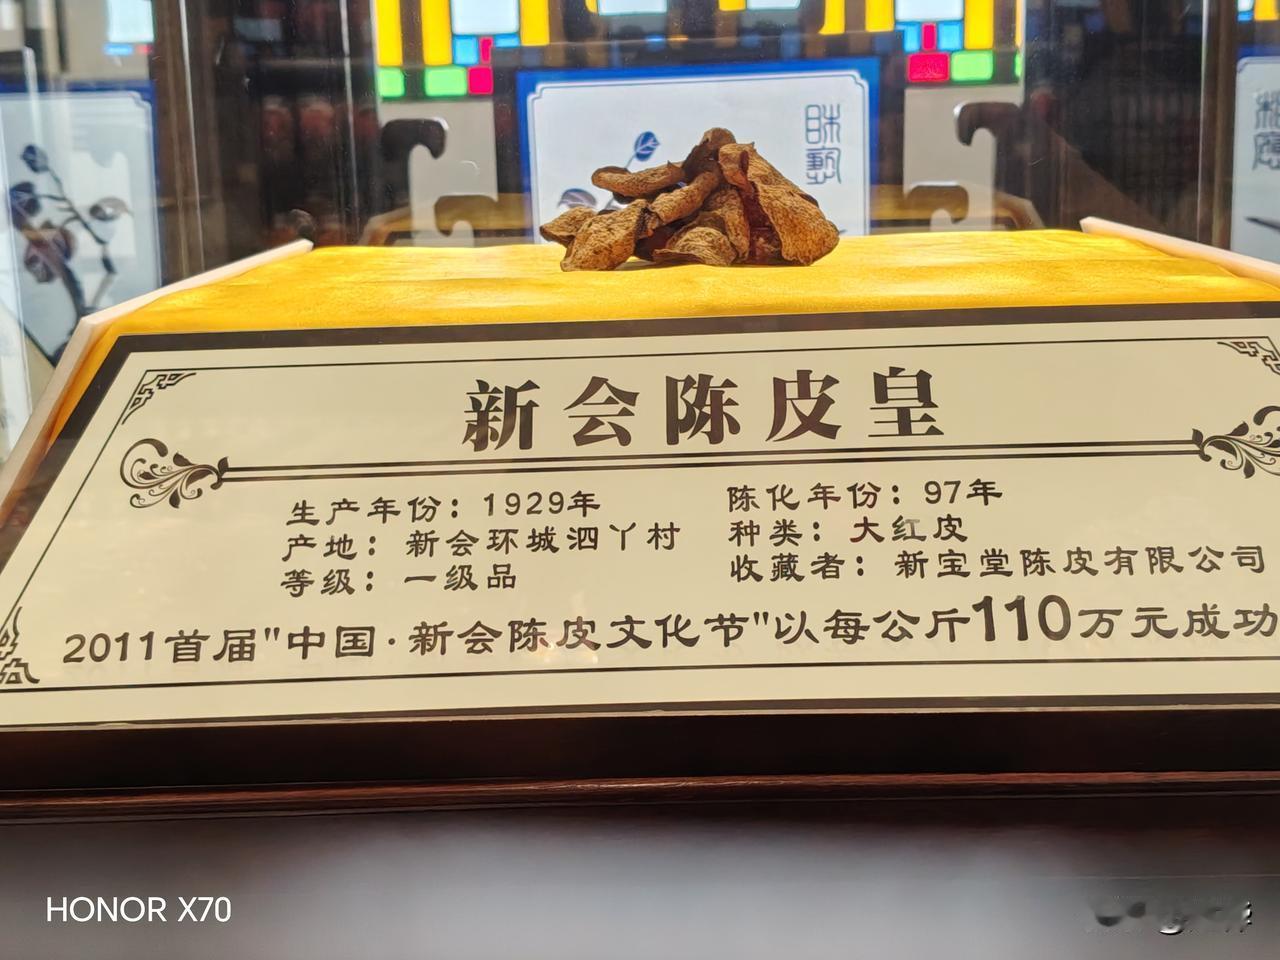 新会陈皮皇
生产年份：1929年
陈化年份：97年
产地：新会环城泗丫村
种类：大红皮
等级：一级品
收藏者：新宝堂陈皮有限公司
2011首届"中国·新会陈皮文化节"以每公斤110万元成功
HONOR X70